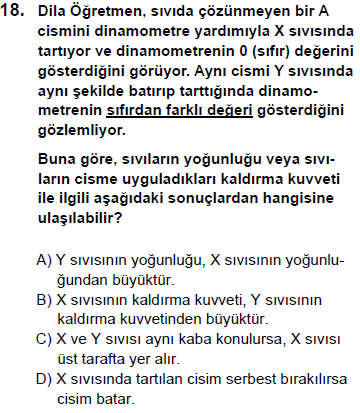 18. Dila Öğretmen, sıvıda çözünmeyen bir A
cismini dinamometre yardımıyla X sıvısında
tartıyor ve dinamometrenin 0 (sıfır) değerini
gösterdiğini görüyor. Aynı cismi Y sıvısında
aynı şekilde batırıp tarttığında dinamo-
metrenin sıfırdan farklı değeri gösterdiğini
gözlemliyor.
Buna göre, sıvıların yoğunluğu veya sıvı-
ların cisme uyguladıkları kaldırma kuvveti
ile ilgili aşağıdaki sonuçlardan hangisine
ulaşılabilir?
A) Y sıvısının yoğunluğu, X sıvısının yoğunlu-
ğundan büyüktür.
B) X sıvısının kaldırma kuvveti, Y sıvısının
kaldırma kuvvetinden büyüktür.
C) X ve Y sıvısı aynı kaba konulursa, X sıvısı
üst tarafta yer alır.
D) X sıvısında tartılan cisim serbest bırakılırsa
cisim batar.